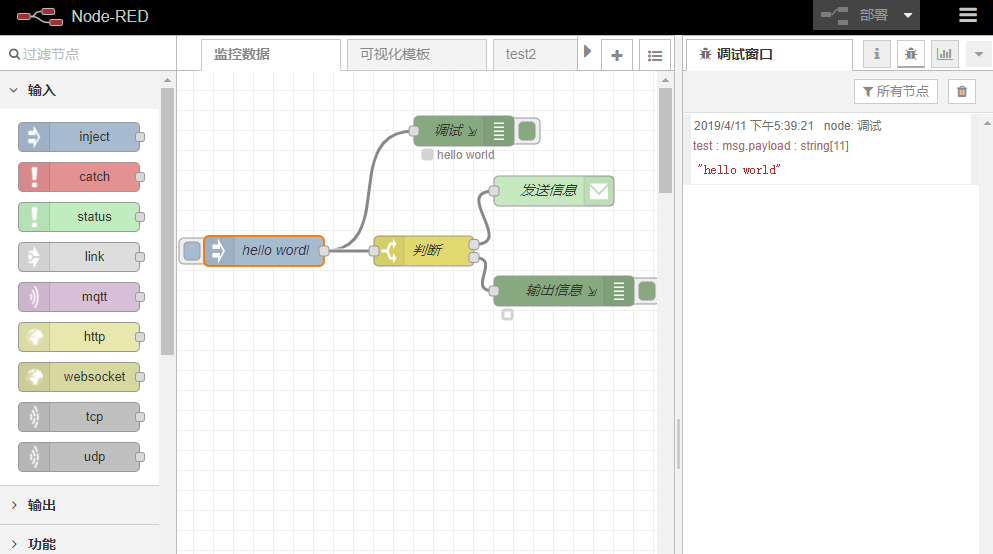 Node-RED
部署
过滤节点
监控数据
可视化模板
test2
调试窗口
输入
所有节点
inject
catch
status
link
mqtt
http
websocket
tcp
udp
输出
功能
调试
hello world
发送信息
hello word!
判断
输出信息
2019/4/11 下午5:39:21 node: 调试
test : msg.payload : string[11]
"hello world"